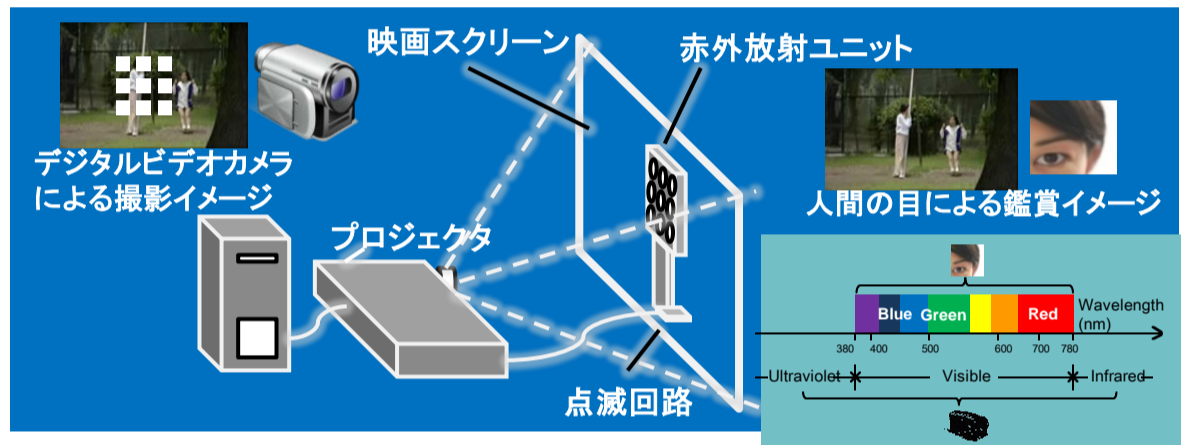 映画スクリーン
赤外放射ユニット
デジタルビデオカメラ
による撮影イメージ
人間の目による鑑賞イメージ
プロジェクタ
点滅回路
Blue Green Red
Wavelength
(nm)
380 400 500 600 700 780
Ultraviolet Visible Infrared